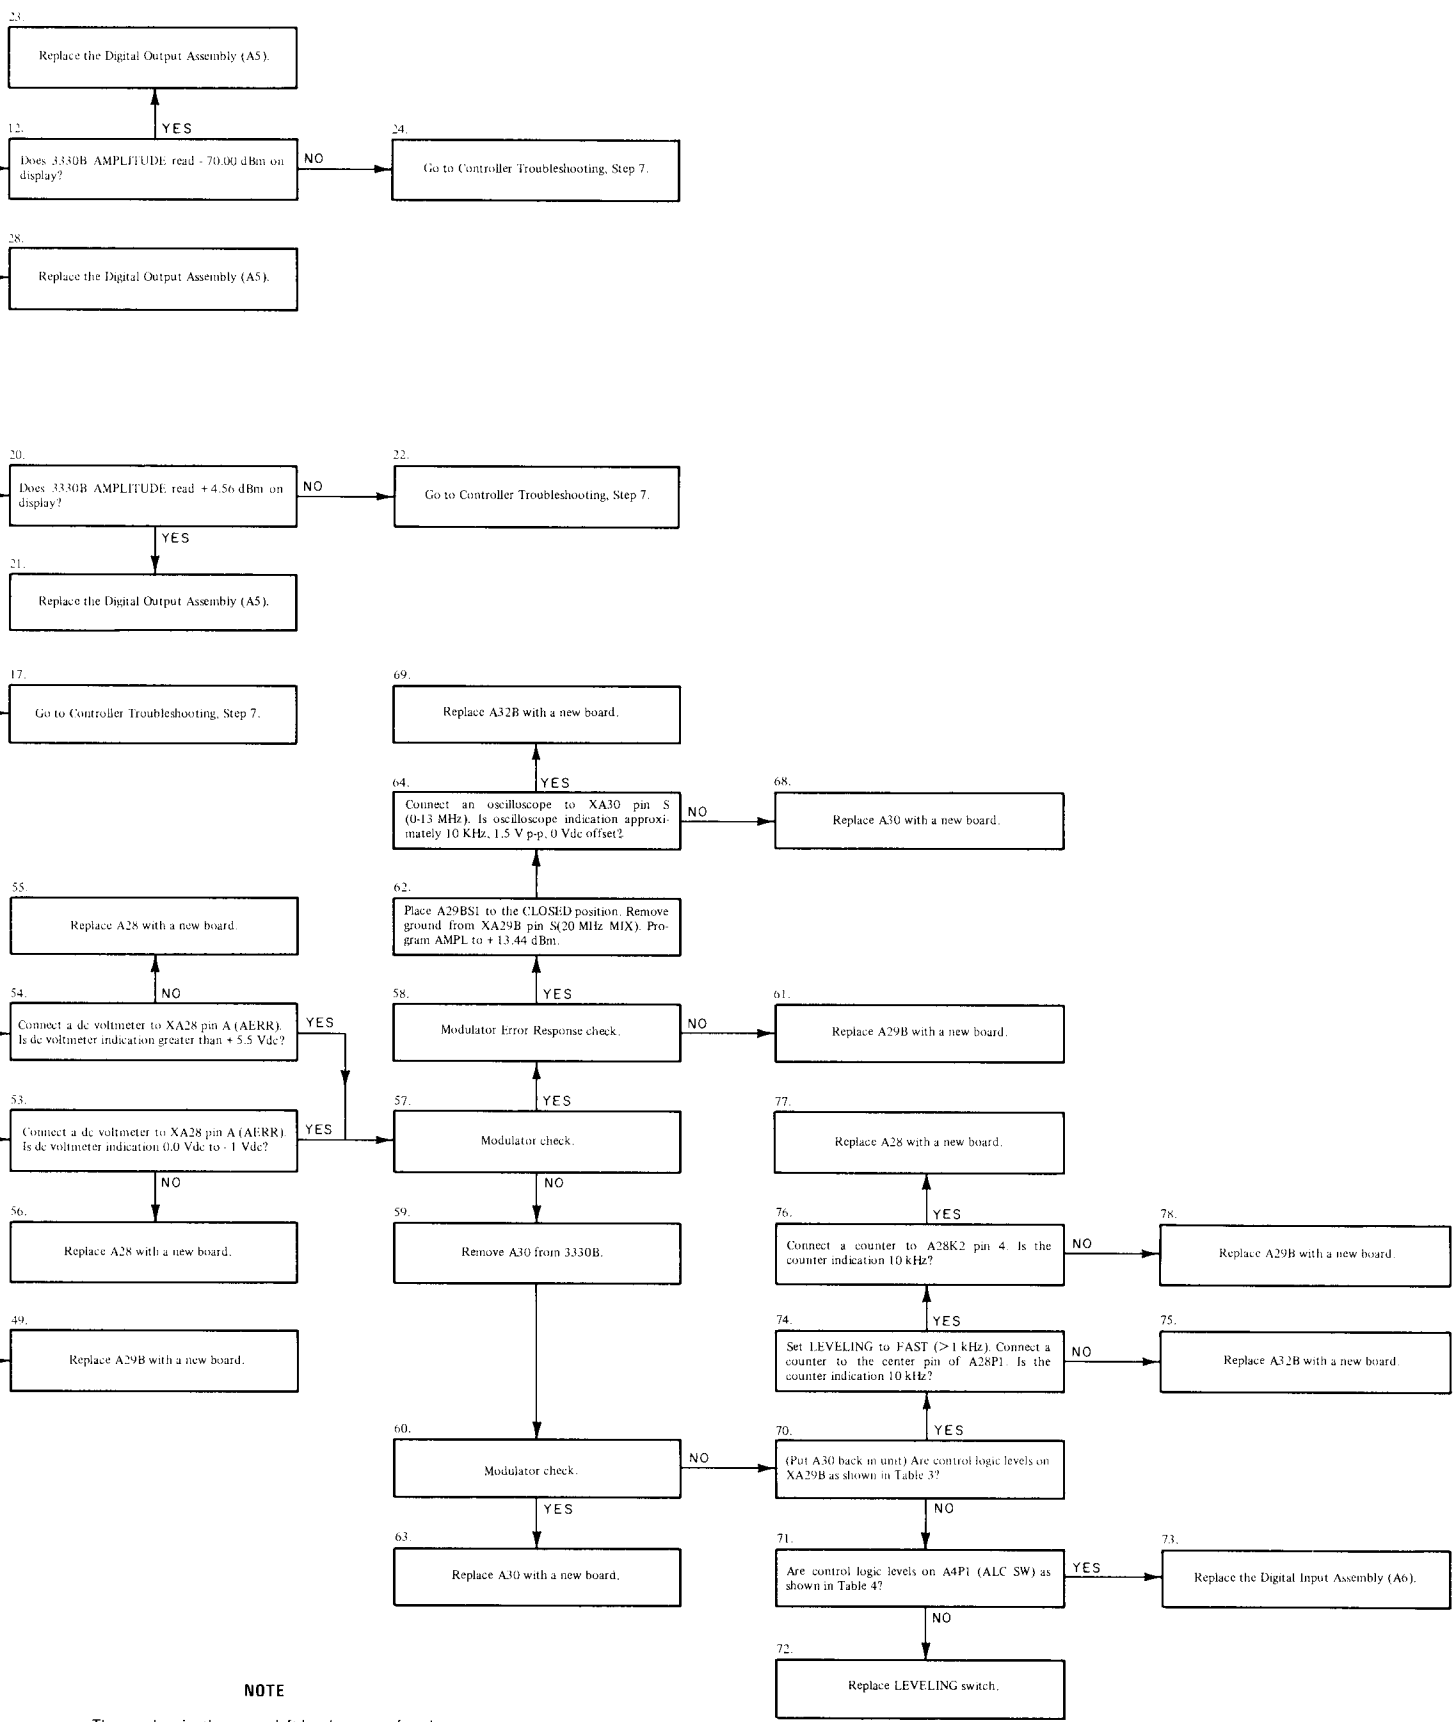 23.
Replace the Digital Output Assembly (A5).
YES
12.
Does 3330B AMPLITUDE read - 70.00 dBm on
display?
NO
24.
Go to Controller Troubleshooting, Step 7.
28.
Replace the Digital Output Assembly (A5).
20.
Does 3330B AMPLITUDE read + 4.56 dBm on
display?
NO
22.
Go to Controller Troubleshooting, Step 7.
YES
21.
Replace the Digital Output Assembly (A5).
17.
Go to Controller Troubleshooting, Step 7.
69.
Replace A32B with a new board.
YES
64.
Connect an oscilloscope to XA30 pin S
(0-13 MHz). Is oscilloscope indication approxi-
mately 10 KHz, 1.5 V p-p, 0 Vdc offset?
NO
68.
Replace A30 with a new board.
62.
Place A29BS1 to the CLOSED position. Remove
ground from XA29B pin S(20 MHz MIX). Pro-
gram AMPL to + 13.44 dBm.
55.
Replace A28 with a new board.
NO
54.
Connect a dc voltmeter to XA28 pin A (AERR).
Is dc voltmeter indication greater than + 5.5 Vdc?
YES
YES
58.
Modulator Error Response check.
NO
61.
Replace A29B with a new board.
53.
Connect a dc voltmeter to XA28 pin A (AERR).
Is dc voltmeter indication 0.0 Vdc to - 1 Vdc?
YES
YES
57.
Modulator check.
77.
Replace A28 with a new board.
NO
56.
Replace A28 with a new board.
NO
59.
Remove A30 from 3330B.
YES
76.
Connect a counter to A28K2 pin 4. Is the
counter indication 10 kHz?
NO
78.
Replace A29B with a new board.
49.
Replace A29B with a new board.
YES
74.
Set LEVELING to FAST (>1 kHz). Connect a
counter to the center pin of A28P1. Is the
counter indication 10 kHz?
NO
75.
Replace A32B with a new board.
60.
Modulator check.
NO
YES
70.
(Put A30 back in unit) Are control logic levels on
XA29B as shown in Table 3?
YES
63.
Replace A30 with a new board.
NO
71.
Are control logic levels on A4P1 (ALC SW) as
shown in Table 4?
YES
73.
Replace the Digital Input Assembly (A6).
NO
72.
Replace LEVELING switch.
NOTE